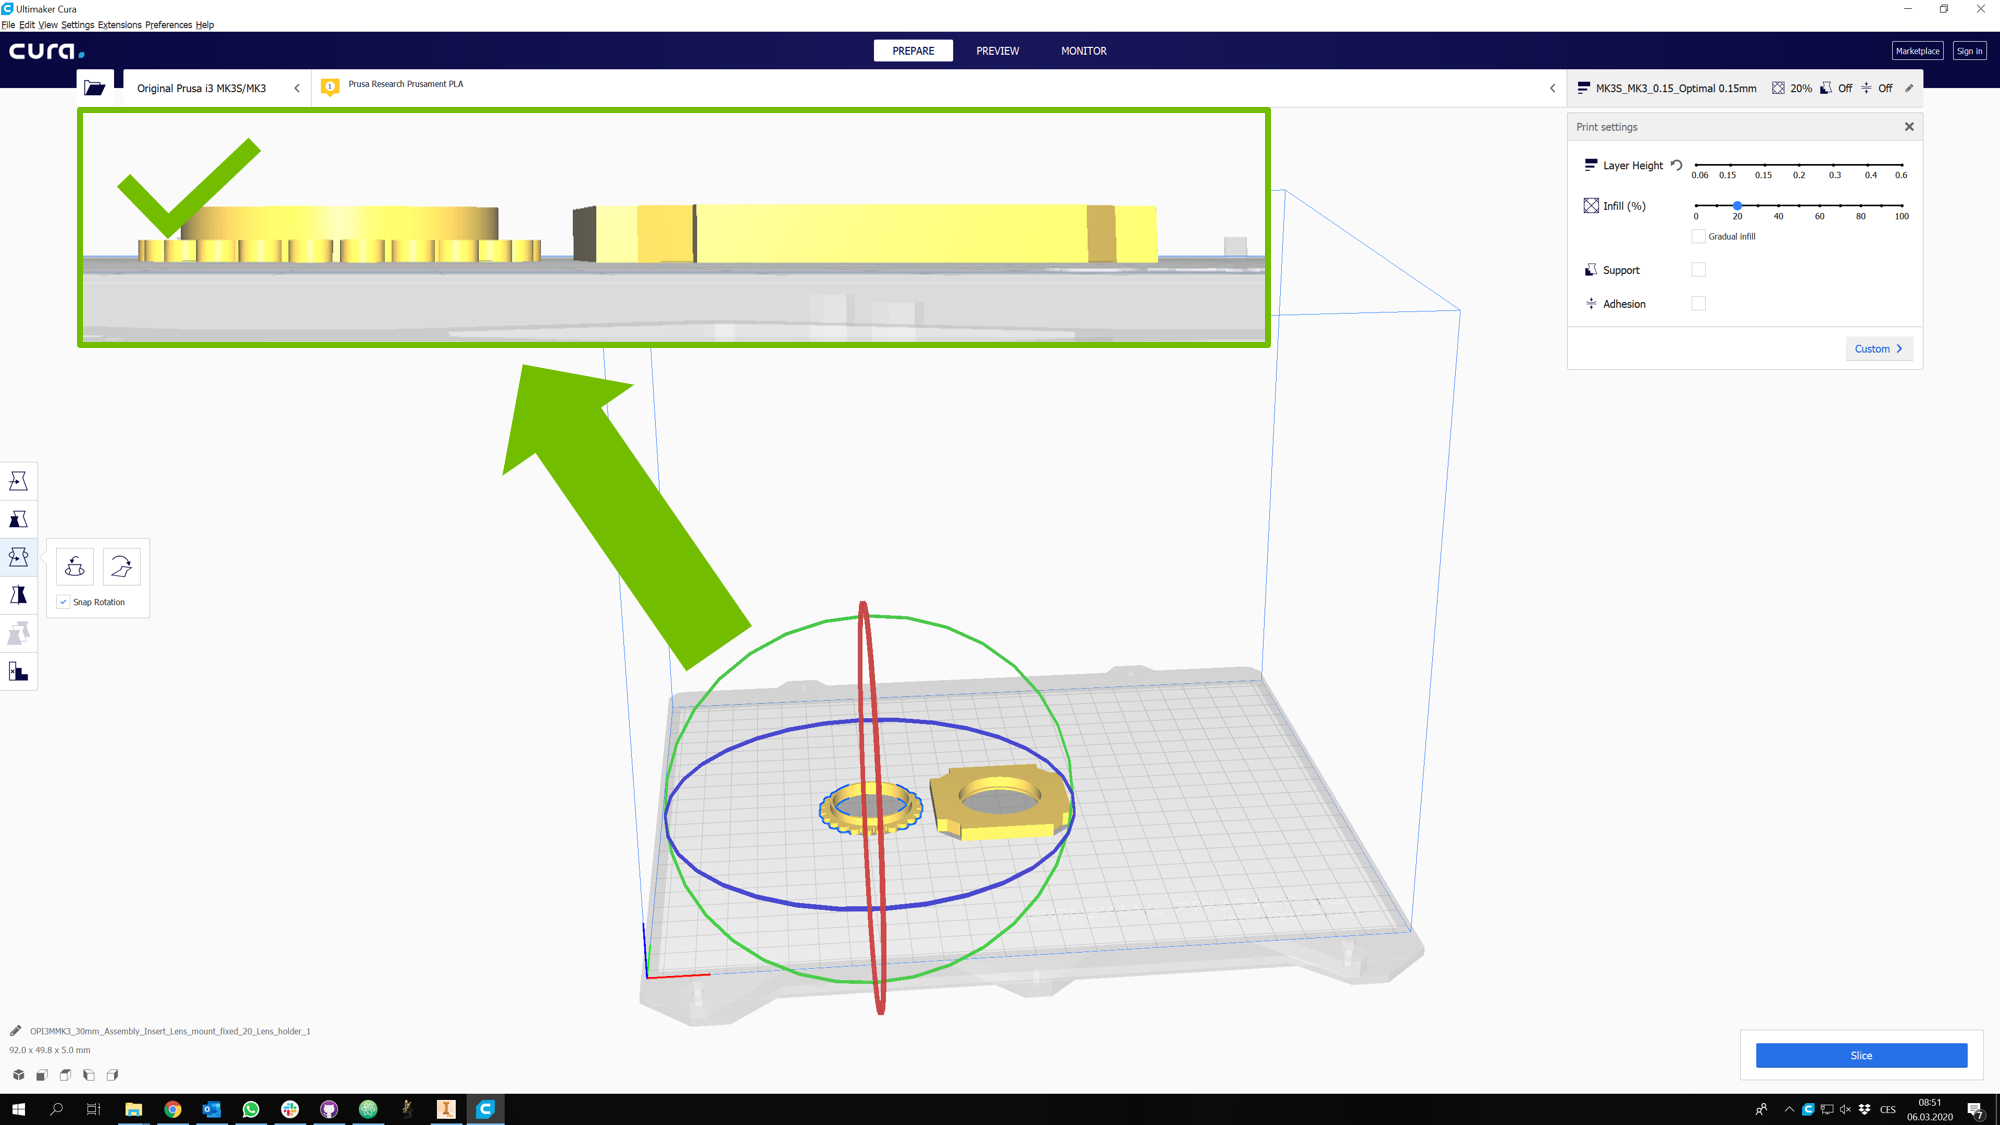 Ultimaker Cura
File Edit View Settings Extensions Preferences Help
cura.
PREPARE
PREVIEW
MONITOR
Marketplace
Sign in
Original Prusa i3 MK3S/MK3
1
Prusa Research Prusament PLA
MK3S_MK3_0.15_Optimal 0.15mm
20%
Off
Off
Print settings
Layer Height
0.06 0.15 0.15 0.2 0.3 0.4 0.6
Infill (%)
0 20 40 60 80 100
Gradual infill
Support
Adhesion
Custom
Snap Rotation
OPI3MMK3_30mm_Assembly_Insert_Lens_mount_fixed_20_Lens_holder_1
92.0 x 49.8 x 5.0 mm
Slice
CES
08:51
06.03.2020
7